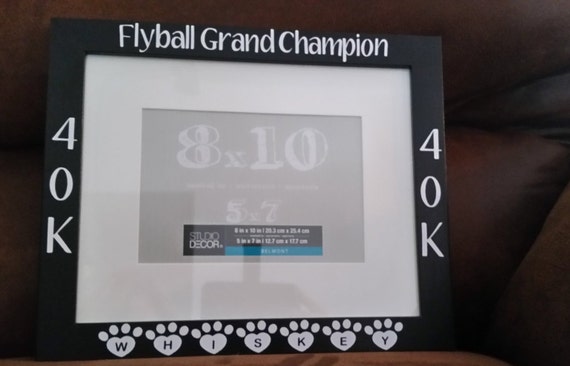 Flyball Grand Champion
40K
40K
8x10
5x7
STUDIO DECOR
8 in x 10 in | 20.3 cm x 25.4 cm
5 in x 7 in | 12.7 cm x 17.7 cm
BELMONT
WHISKEY